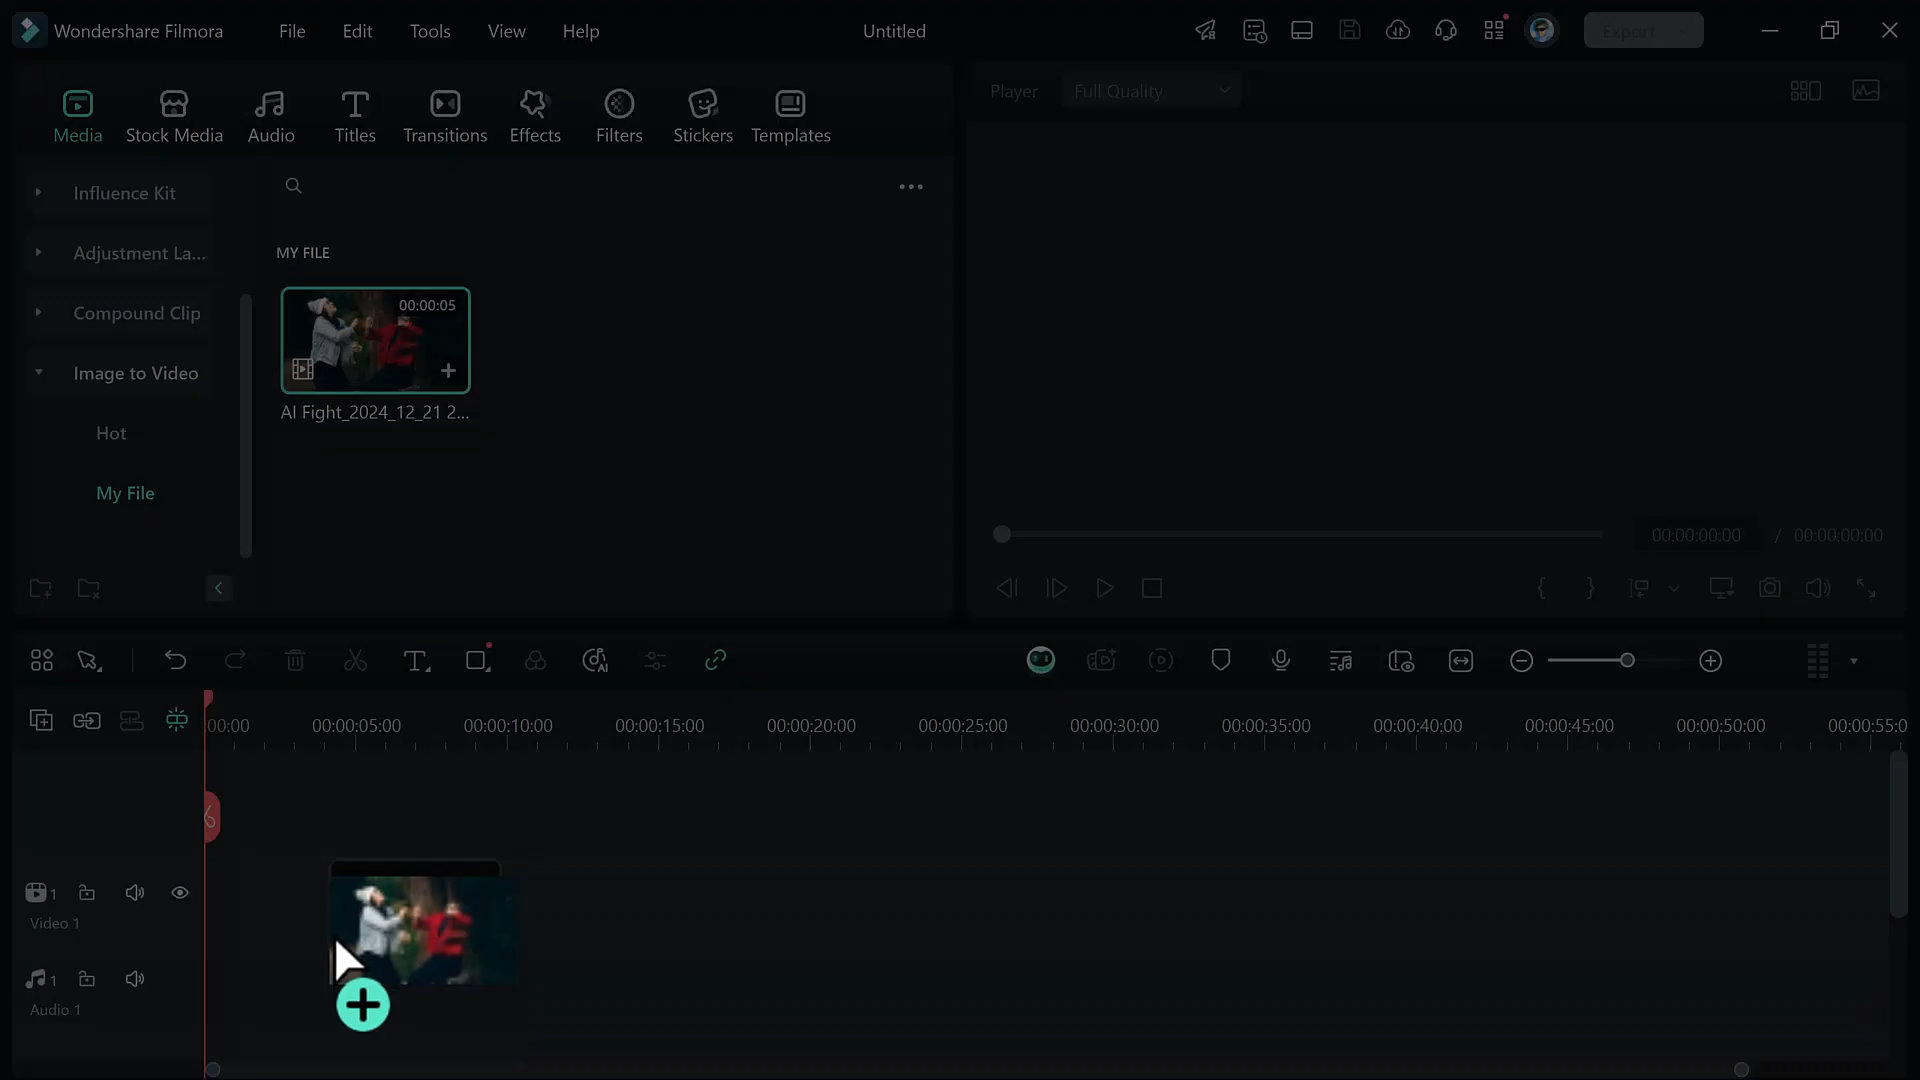 Wondershare Filmora
File
Edit
Tools
View
Help
Untitled
Export
Media
Stock Media
Audio
Titles
Transitions
Effects
Filters
Stickers
Templates
Player
Full Quality
Influence Kit
Adjustment La...
Compound Clip
Image to Video
Hot
My File
MY FILE
00:00:05
AI Fight_2024_12_21 2...
00:00:00:00 / 00:00:00:00
00:00 00:00:05:00 00:00:10:00 00:00:15:00 00:00:20:00 00:00:25:00 00:00:30:00 00:00:35:00 00:00:40:00 00:00:45:00 00:00:50:00 00:00:55:0
1
Video 1
1
Audio 1